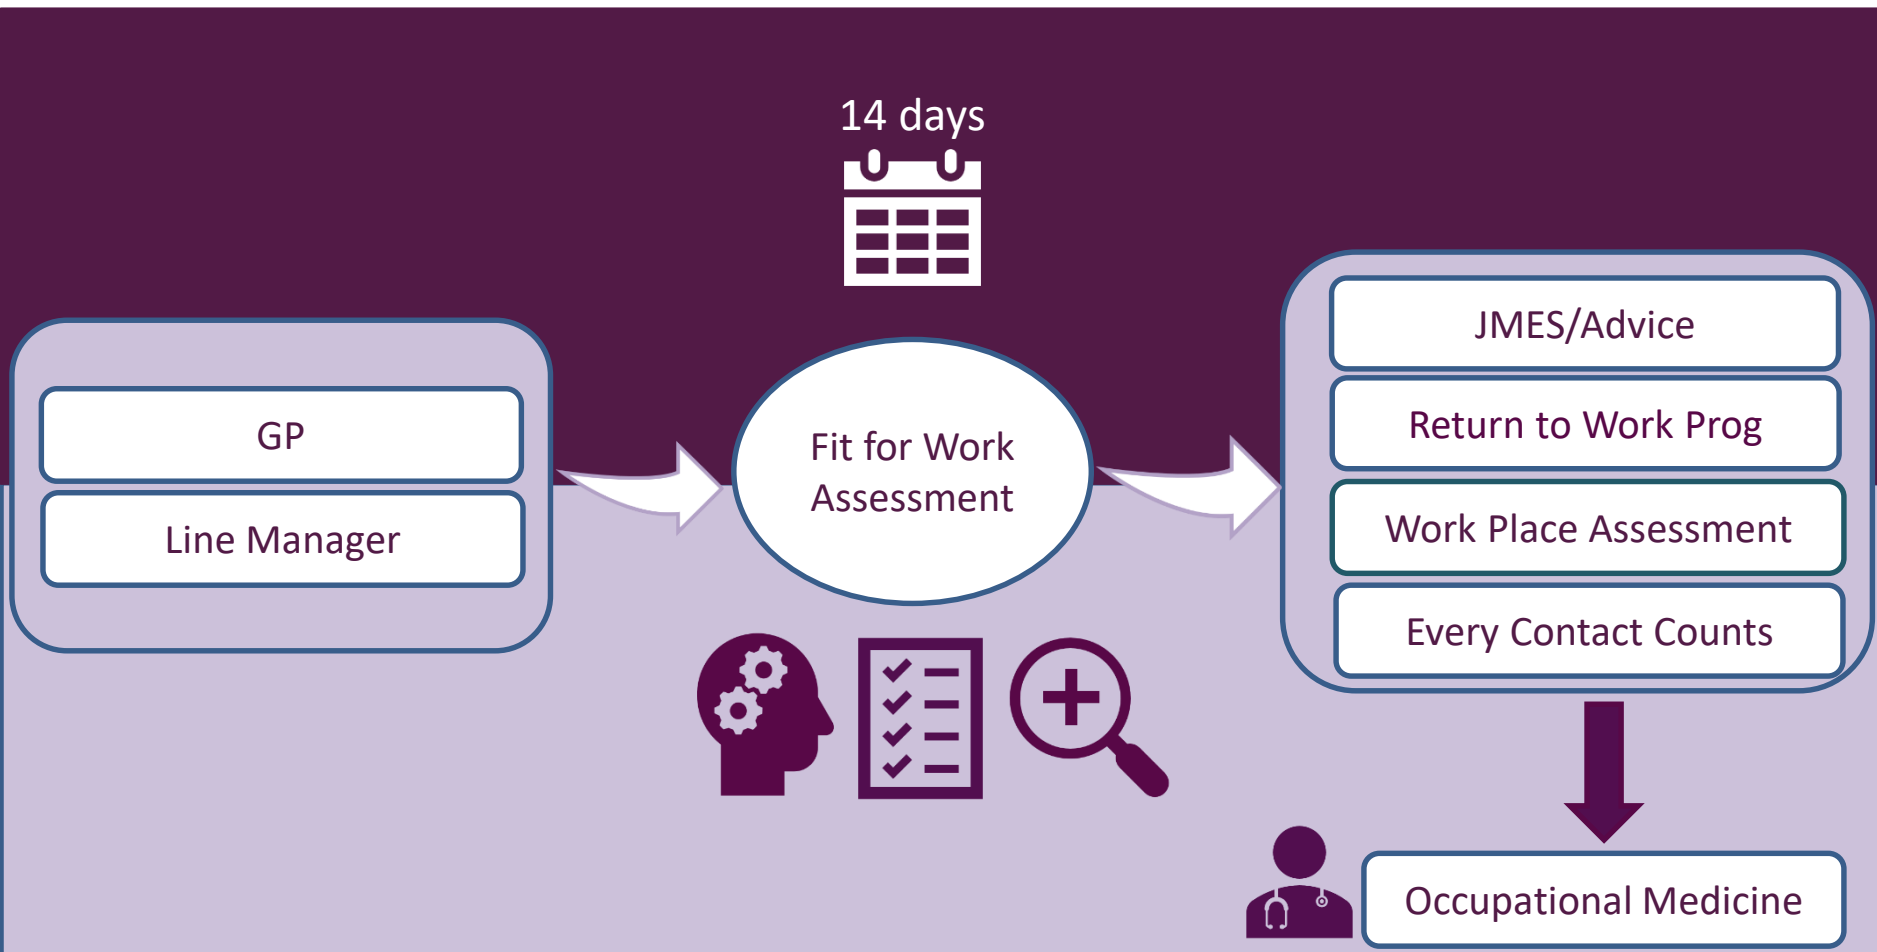 14 days
GP
Line Manager
Fit for Work
Assessment
JMES/Advice
Return to Work Prog
Work Place Assessment
Every Contact Counts
Occupational Medicine